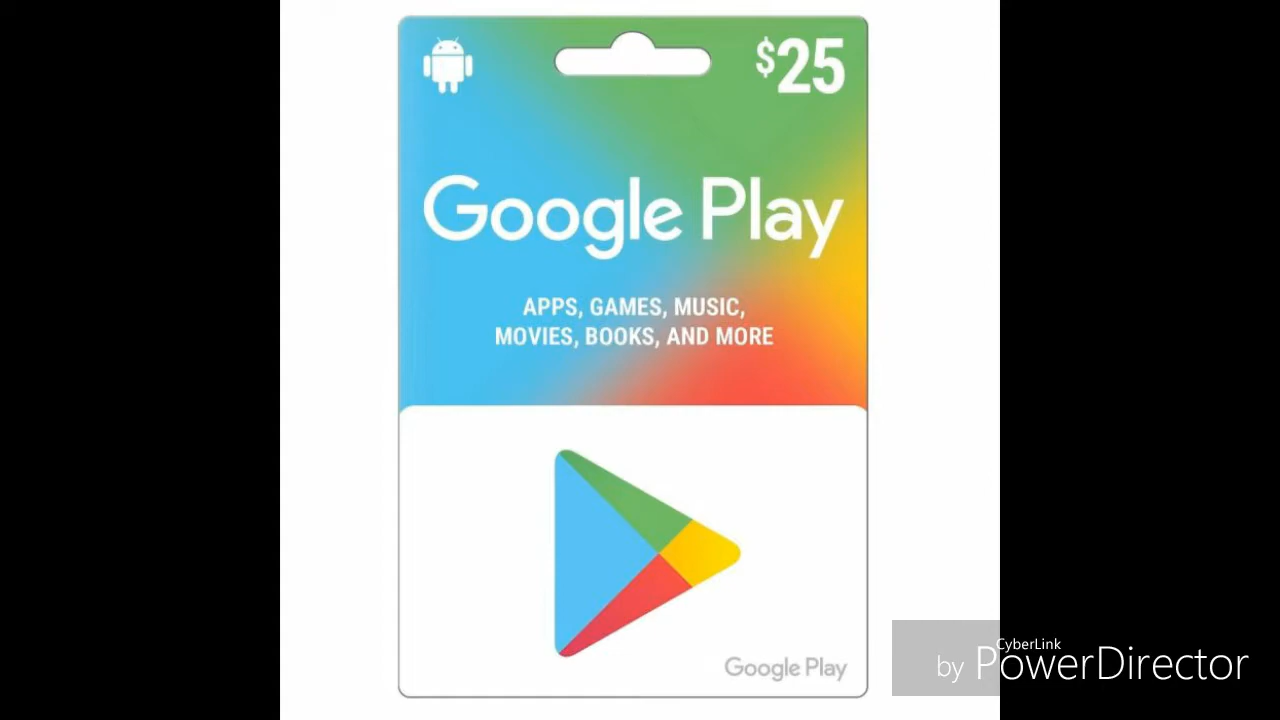 $25
Google Play
APPS, GAMES, MUSIC,
MOVIES, BOOKS, AND MORE
Google Play
CyberLink
by PowerDirector